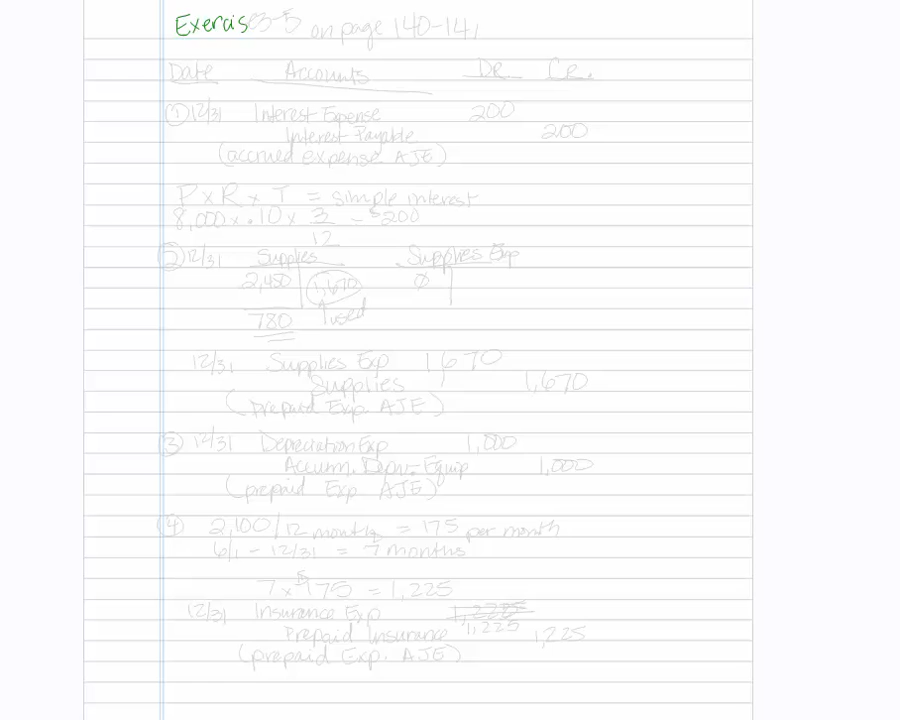 Exercise3-5 on page 140-141
Date Accounts DR. CR.
① 12/31 Interest Expense 200
Interest Payable 200
(accrued expense AJE)
P x R x T = simple interest
8,000 x .10 x 3/12 = $200
② 12/31 Supplies Supplies Exp
2,450 1,670 0
780 ↑used
12/31 Supplies Exp 1,670
Supplies 1,670
(prepaid Exp. AJE)
③ 12/31 Depreciation Exp 1,000
Accum. Depr.- Equip 1,000
(prepaid Exp AJE)
④ 2,100/12 months = 175 per month
6/1 - 12/31 = 7 months
7 x $175 = 1,225
12/31 Insurance Exp 1,225
Prepaid Insurance 1,225
(prepaid Exp. AJE)